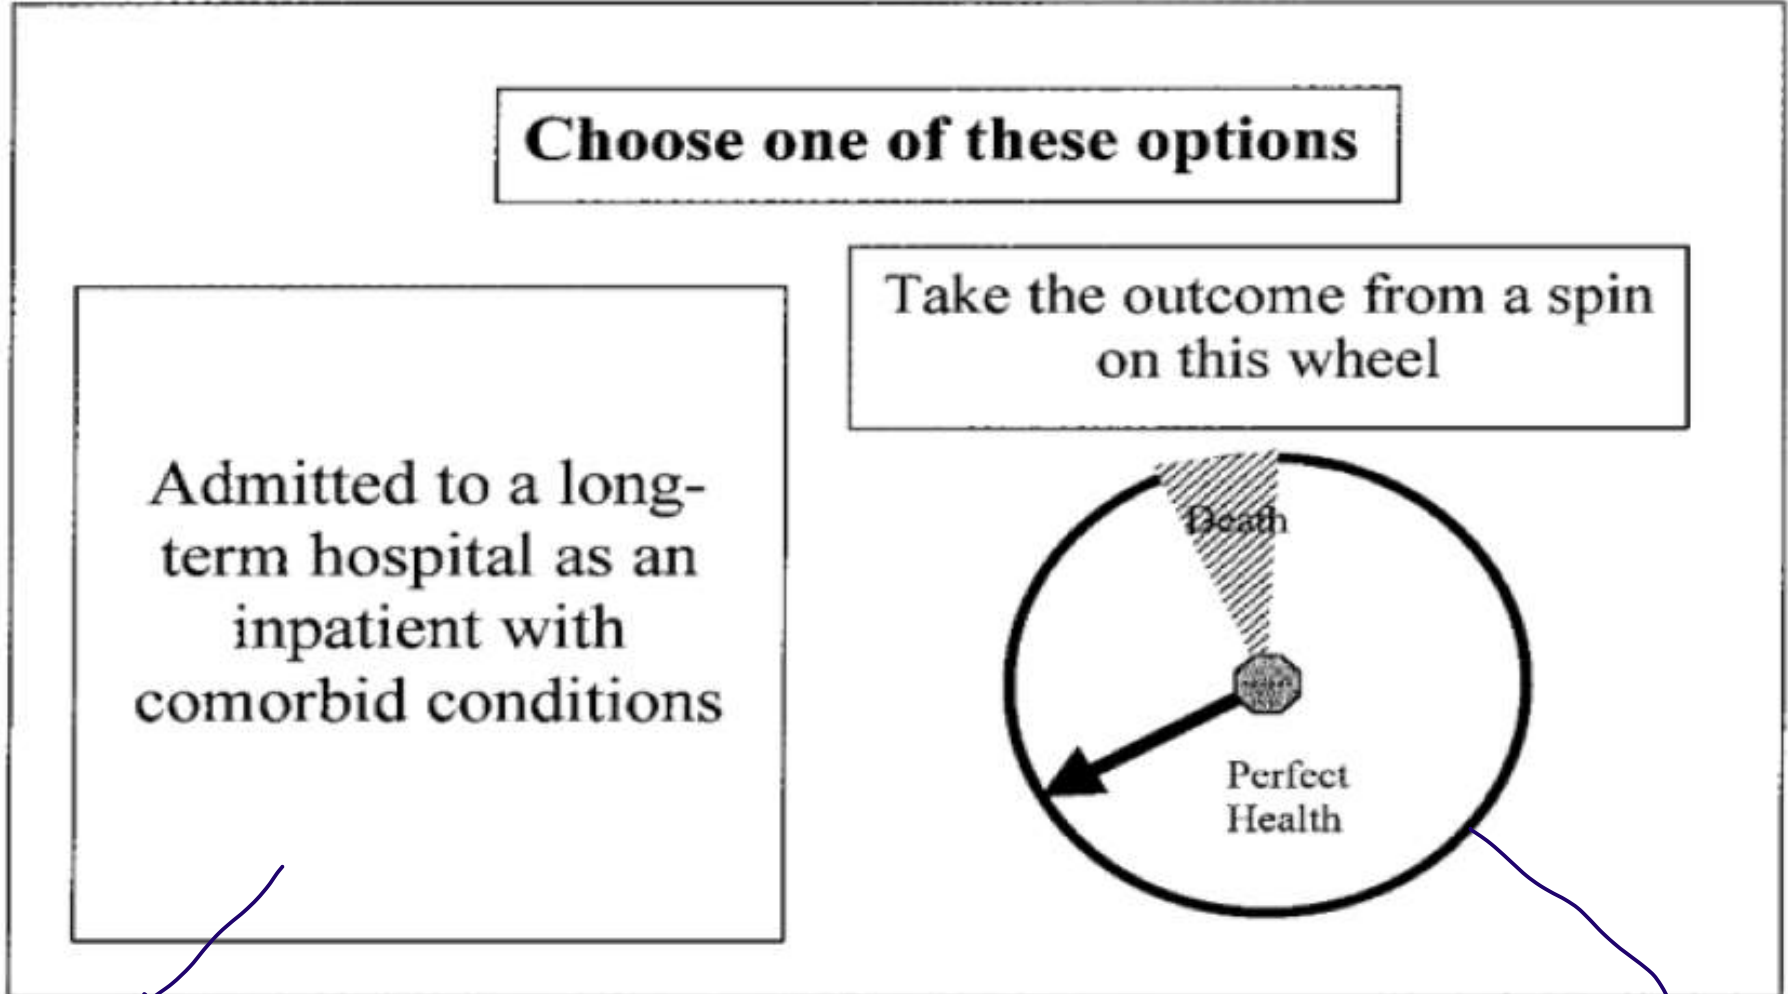 Choose one of these options
Take the outcome from a spin
on this wheel
Admitted to a long-
term hospital as an
inpatient with
comorbid conditions
Death
Perfect
Health